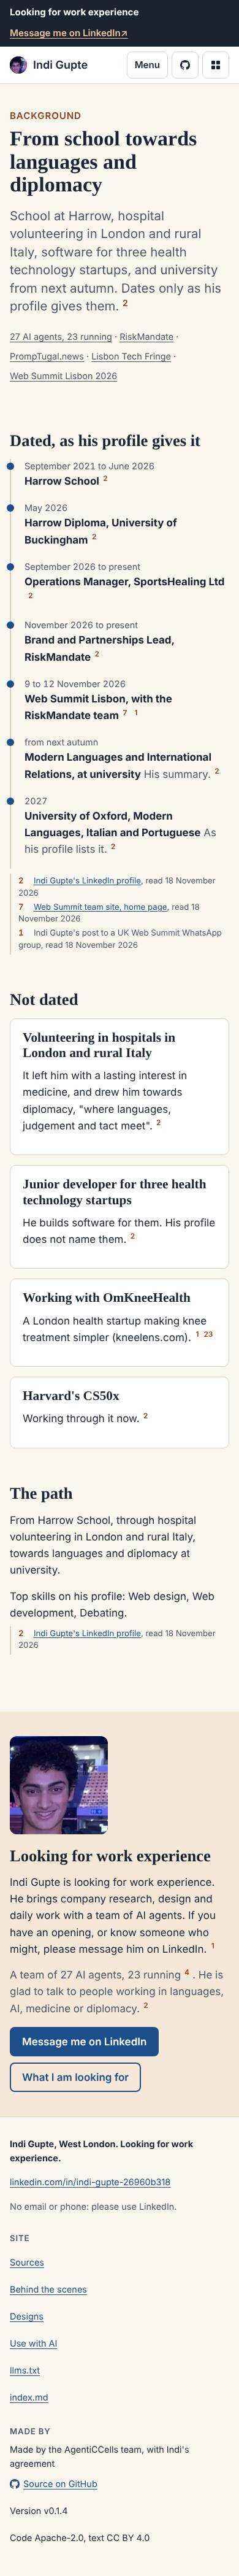 Looking for work experience
Message me on LinkedIn↗
Indi Gupte
Menu
BACKGROUND
From school towards
languages and
diplomacy
School at Harrow, hospital
volunteering in London and rural
Italy, software for three health
technology startups, and university
from next autumn. Dates only as his
profile gives them. 2
27 AI agents, 23 running · RiskMandate ·
PrompTugal.news · Lisbon Tech Fringe ·
Web Summit Lisbon 2026
Dated, as his profile gives it
September 2021 to June 2026
Harrow School 2
May 2026
Harrow Diploma, University of
Buckingham 2
September 2026 to present
Operations Manager, SportsHealing Ltd
2
November 2026 to present
Brand and Partnerships Lead,
RiskMandate 2
9 to 12 November 2026
Web Summit Lisbon, with the
RiskMandate team 7 1
from next autumn
Modern Languages and International
Relations, at university His summary. 2
2027
University of Oxford, Modern
Languages, Italian and Portuguese As
his profile lists it. 2
2 Indi Gupte's LinkedIn profile, read 18 November
2026
7 Web Summit team site, home page, read 18
November 2026
1 Indi Gupte's post to a UK Web Summit WhatsApp
group, read 18 November 2026
Not dated
Volunteering in hospitals in
London and rural Italy
It left him with a lasting interest in
medicine, and drew him towards
diplomacy, "where languages,
judgement and tact meet". 2
Junior developer for three health
technology startups
He builds software for them. His profile
does not name them. 2
Working with OmKneeHealth
A London health startup making knee
treatment simpler (kneelens.com). 1 23
Harvard's CS50x
Working through it now. 2
The path
From Harrow School, through hospital
volunteering in London and rural Italy,
towards languages and diplomacy at
university.
Top skills on his profile: Web design, Web
development, Debating.
2 Indi Gupte's LinkedIn profile, read 18 November
2026
Looking for work experience
Indi Gupte is looking for work experience.
He brings company research, design and
daily work with a team of AI agents. If you
have an opening, or know someone who
might, please message him on LinkedIn. 1
A team of 27 AI agents, 23 running 4 . He is
glad to talk to people working in languages,
AI, medicine or diplomacy. 2
Message me on LinkedIn
What I am looking for
Indi Gupte, West London. Looking for work
experience.
linkedin.com/in/indi-gupte-26960b318
No email or phone: please use LinkedIn.
SITE
Sources
Behind the scenes
Designs
Use with AI
llms.txt
index.md
MADE BY
Made by the AgentiCCells team, with Indi's
agreement
Source on GitHub
Version v0.1.4
Code Apache-2.0, text CC BY 4.0